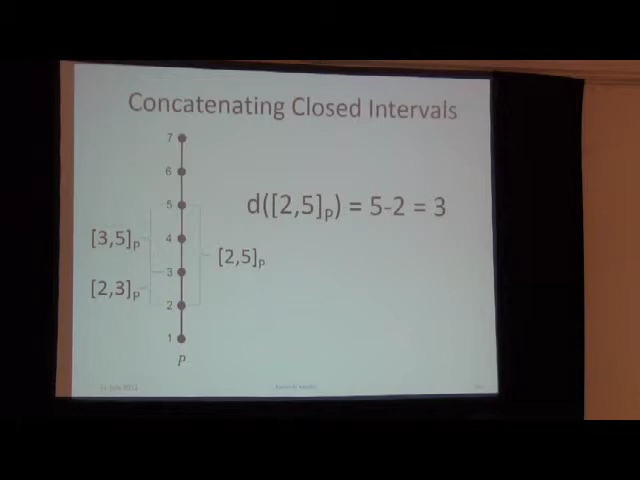 Concatenating Closed Intervals
7
6
5
4
3
2
1
P
[3,5]P
[2,3]P
[2,5]P
d([2,5]P) = 5-2 = 3